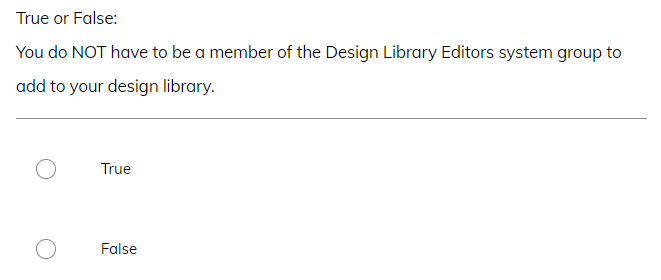 True or False:
You do NOT have to be a member of the Design Library Editors system group to
add to your design library.
True
False